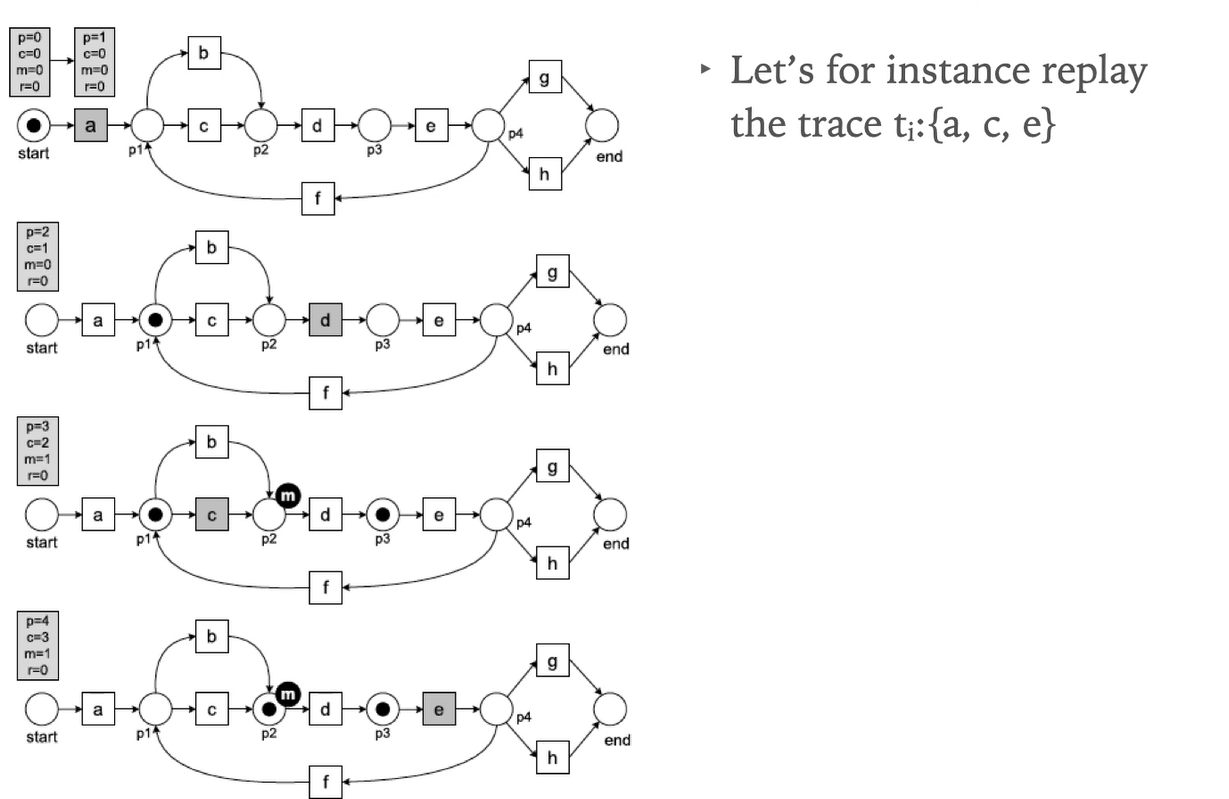 p=0 p=1
c=0 c=0
m=0 m=0
r=0 r=0
b
g
a c d e
start p1 p2 p3 p4 end
h
f
‣ Let’s for instance replay
the trace tᵢ:{a, c, e}
p=2
c=1
m=0
r=0
b
g
a c d e
start p1 p2 p3 p4 end
h
f
p=3
c=2
m=1
r=0
b
g
m
a c d e
start p1 p2 p3 p4 end
h
f
p=4
c=3
m=1
r=0
b
g
m
a c d e
start p1 p2 p3 p4 end
h
f